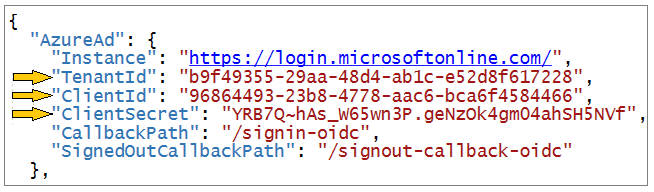 {
"AzureAd": {
"Instance": "https://login.microsoftonline.com/",
"TenantId": "b9f49355-29aa-48d4-ab1c-e52d8f617228",
"ClientId": "96864493-23b8-4778-aac6-bca6f4584466",
"ClientSecret": "YRB7Q~hAs_W65wn3P.geNzOk4gmO4ahSH5NVf",
"CallbackPath": "/signin-oidc",
"SignedOutCallbackPath": "/signout-callback-oidc"
},